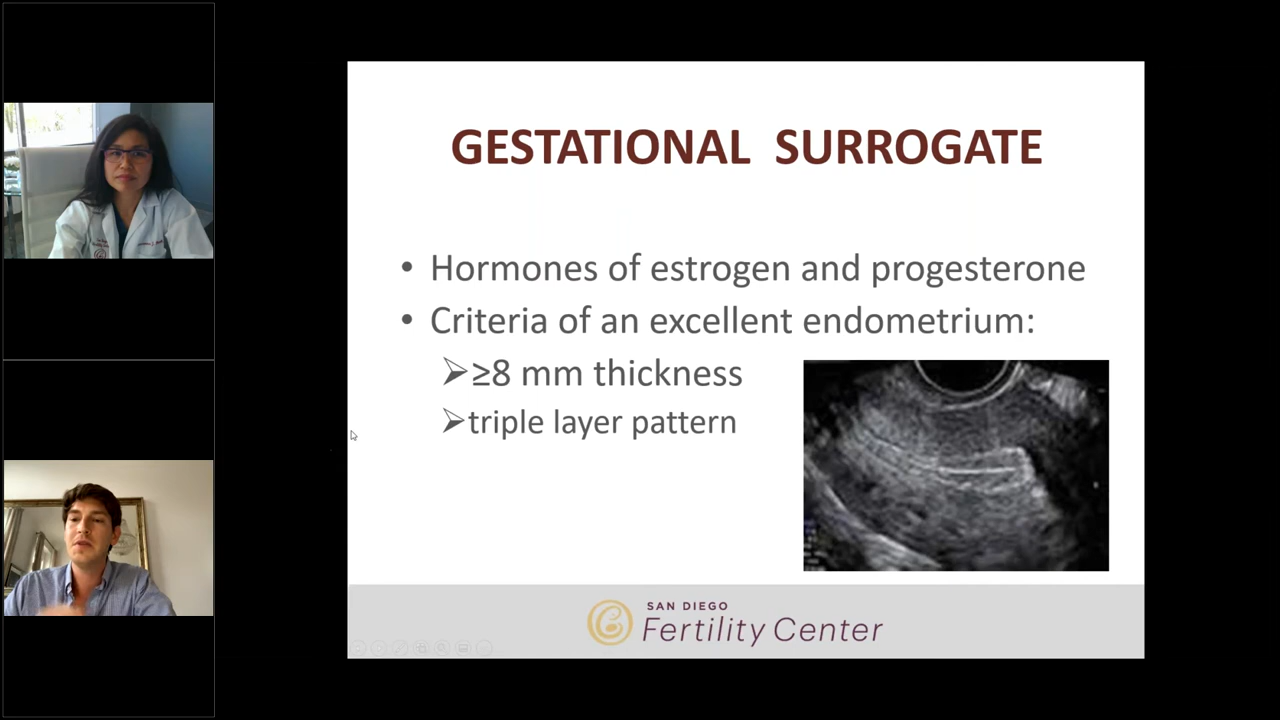 GESTATIONAL SURROGATE
• Hormones of estrogen and progesterone
• Criteria of an excellent endometrium:
➢≥8 mm thickness
➢triple layer pattern
SAN DIEGO
Fertility Center